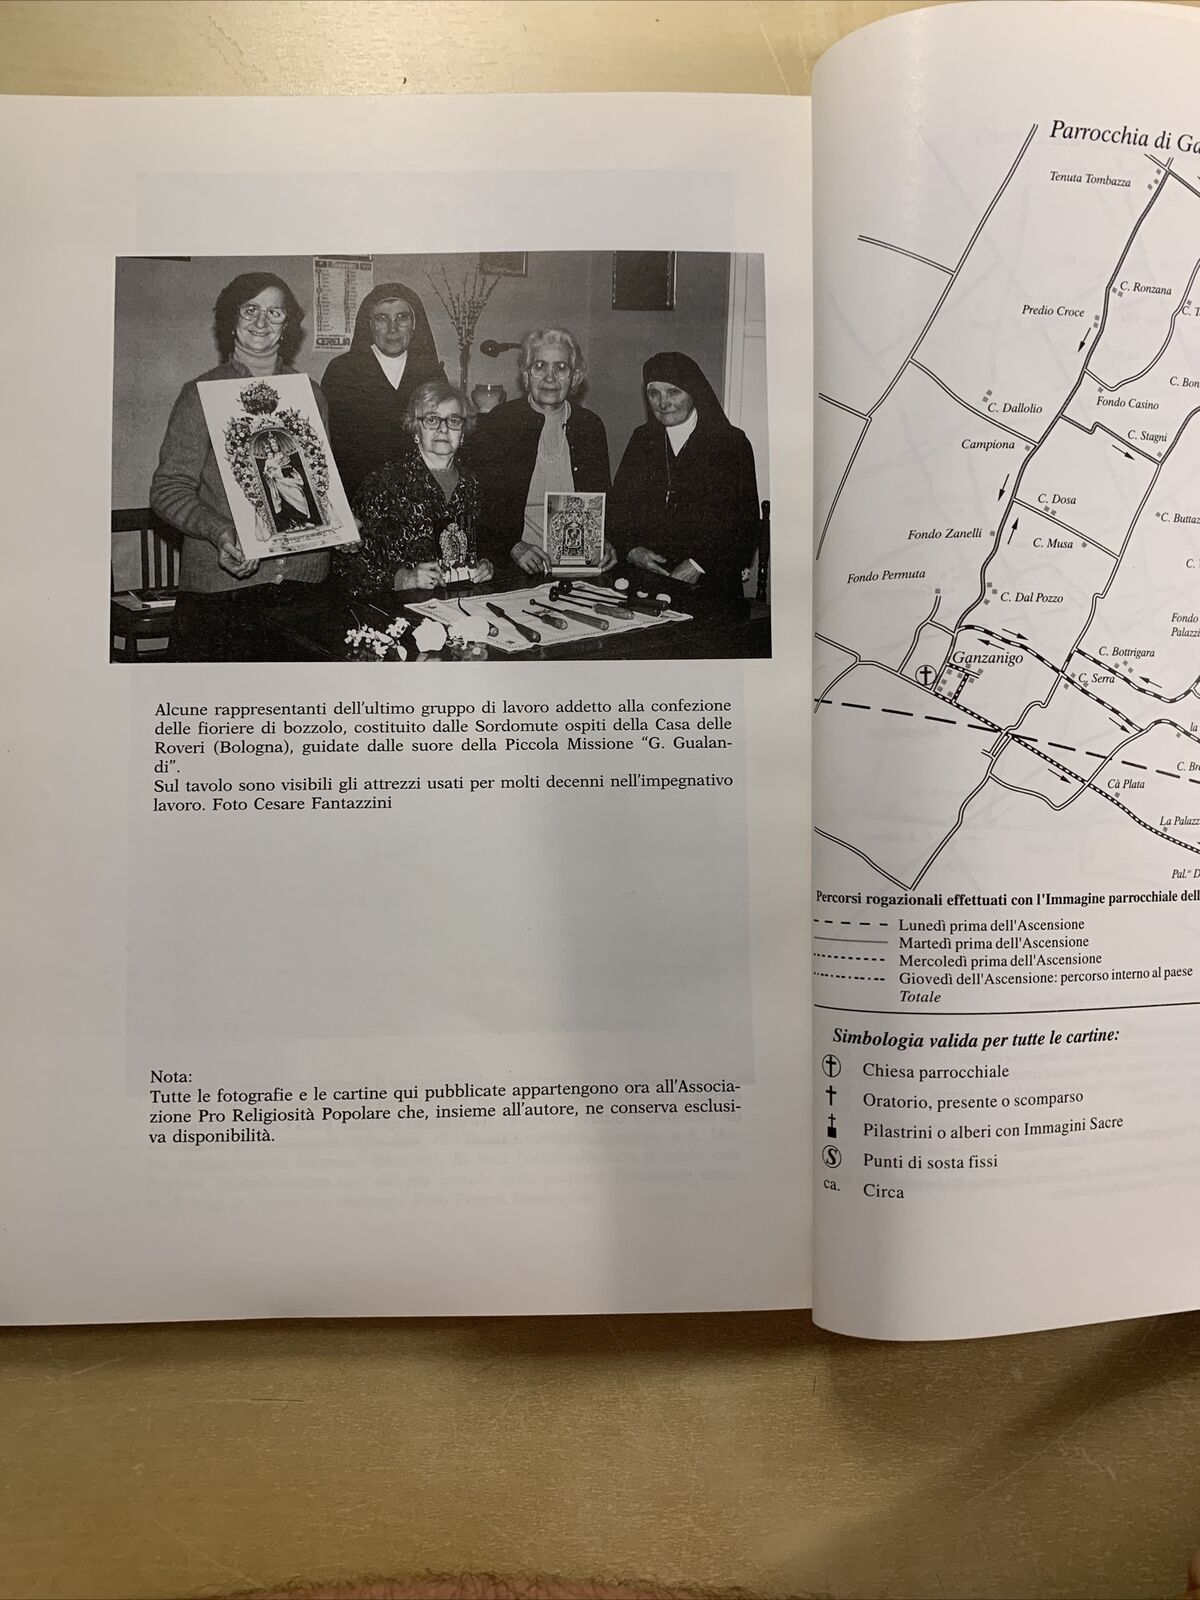 Gennaio
CERELIA
Alcune rappresentanti dell'ultimo gruppo di lavoro addetto alla confezione
delle fioriere di bozzolo, costituito dalle Sordomute ospiti della Casa delle
Roveri (Bologna), guidate dalle suore della Piccola Missione "G. Gualan-
di".
Sul tavolo sono visibili gli attrezzi usati per molti decenni nell'impegnativo
lavoro. Foto Cesare Fantazzini
Nota:
Tutte le fotografie e le cartine qui pubblicate appartengono ora all'Associa-
zione Pro Religiosità Popolare che, insieme all'autore, ne conserva esclusi-
va disponibilità.
Parrocchia di Ga
Tenuta Tombazza
C. Ronzana
Predio Croce
C. T
C. Bon
Fondo Casino
C. Dallolio
C. Stagni
Campiona
C. Dosa
C. Buttaz
Fondo Zanelli
C. Musa
C.
Fondo Permuta
C. Dal Pozzo
Fondo
Palazzi
Ganzanigo
C. Bottrigara
C. Serra
la
C. Br
Cà Plata
La Palazz
Pal.ne D
Percorsi rogazionali effettuati con l'Immagine parrocchiale dell
Lunedì prima dell'Ascensione
Martedì prima dell'Ascensione
Mercoledì prima dell'Ascensione
Giovedì dell'Ascensione: percorso interno al paese
Totale
Simbologia valida per tutte le cartine:
Chiesa parrocchiale
Oratorio, presente o scomparso
Pilastrini o alberi con Immagini Sacre
S Punti di sosta fissi
ca. Circa